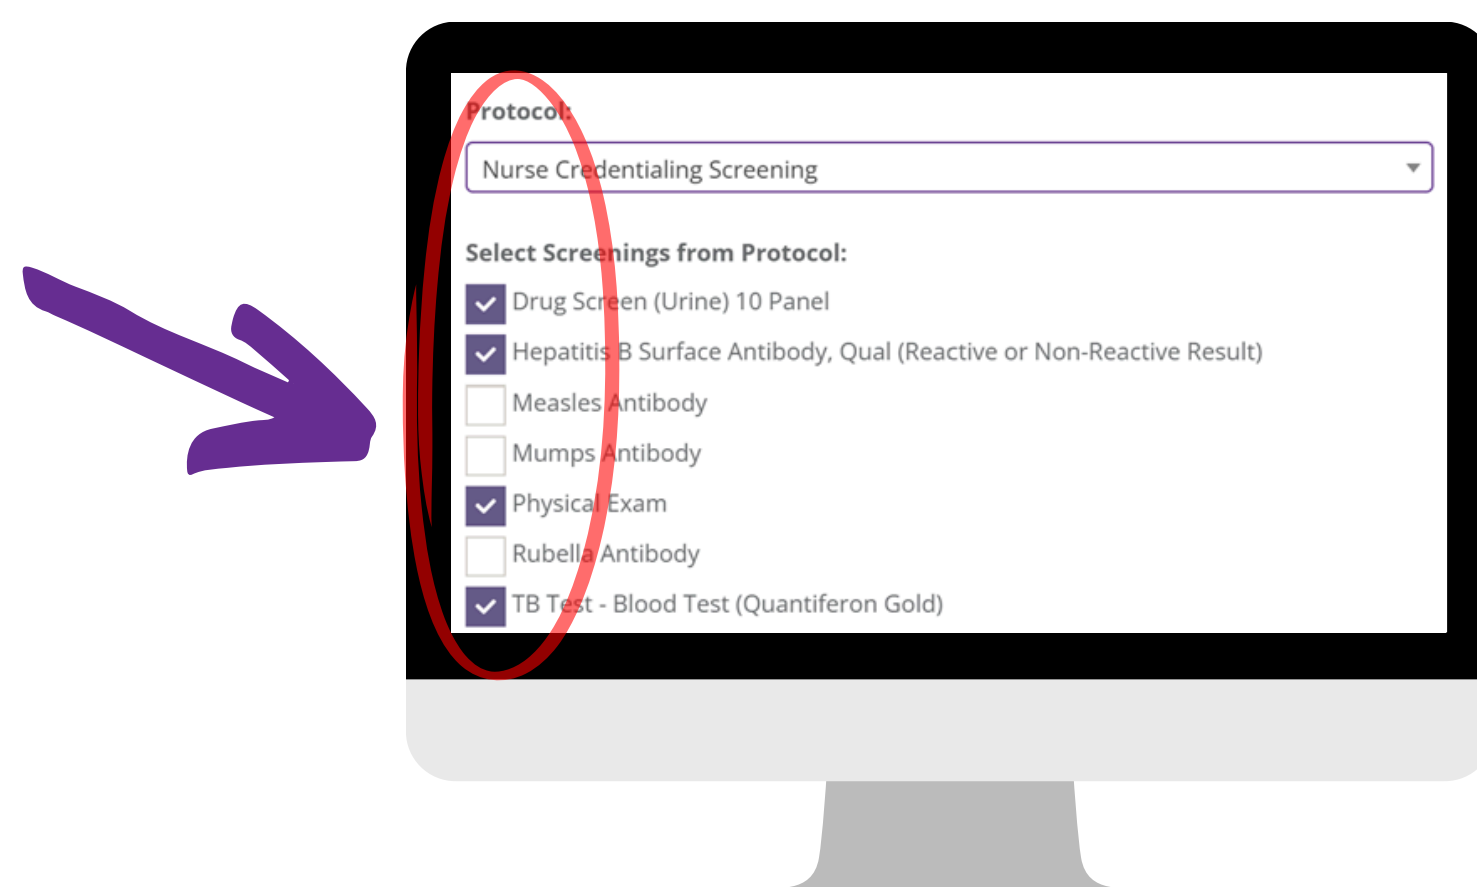 Protocol:
Nurse Credentialing Screening
Select Screenings from Protocol:
Drug Screen (Urine) 10 Panel
Hepatitis B Surface Antibody, Qual (Reactive or Non-Reactive Result)
Measles Antibody
Mumps Antibody
Physical Exam
Rubella Antibody
TB Test - Blood Test (Quantiferon Gold)